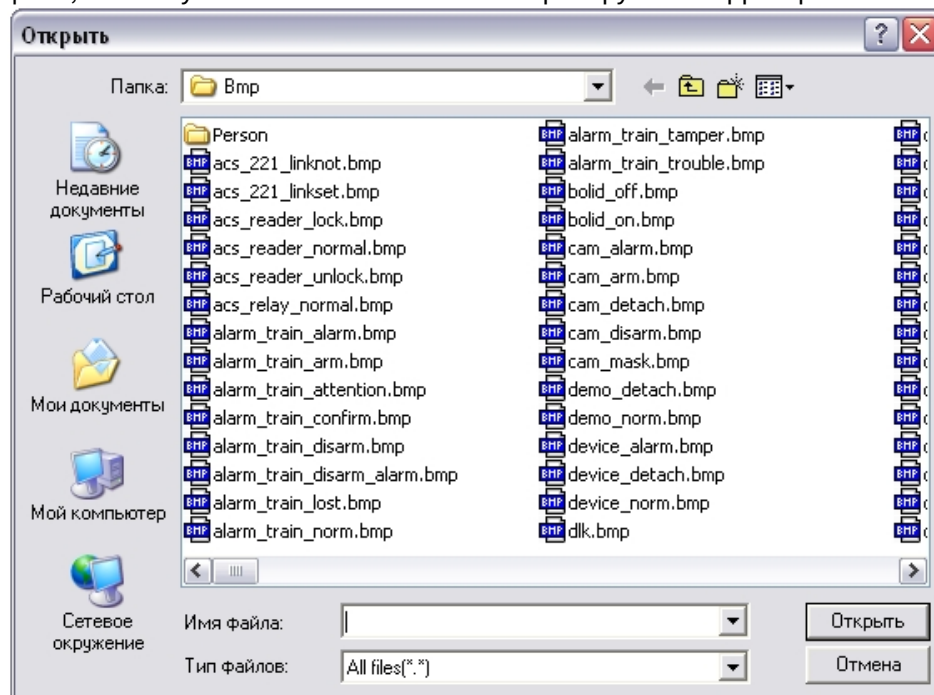 Открыть
Папка: Bmp
Недавние документы
Рабочий стол
Мои документы
Мой компьютер
Сетевое окружение
Person
acs_221_linknot.bmp
acs_221_linkset.bmp
acs_reader_lock.bmp
acs_reader_normal.bmp
acs_reader_unlock.bmp
acs_relay_normal.bmp
alarm_train_alarm.bmp
alarm_train_arm.bmp
alarm_train_attention.bmp
alarm_train_confirm.bmp
alarm_train_disarm.bmp
alarm_train_disarm_alarm.bmp
alarm_train_lost.bmp
alarm_train_norm.bmp
alarm_train_tamper.bmp
alarm_train_trouble.bmp
bolid_off.bmp
bolid_on.bmp
cam_alarm.bmp
cam_arm.bmp
cam_detach.bmp
cam_disarm.bmp
cam_mask.bmp
demo_detach.bmp
demo_norm.bmp
device_alarm.bmp
device_detach.bmp
device_norm.bmp
dlk.bmp
Имя файла:
Открыть
Тип файлов: All files(*.*)
Отмена